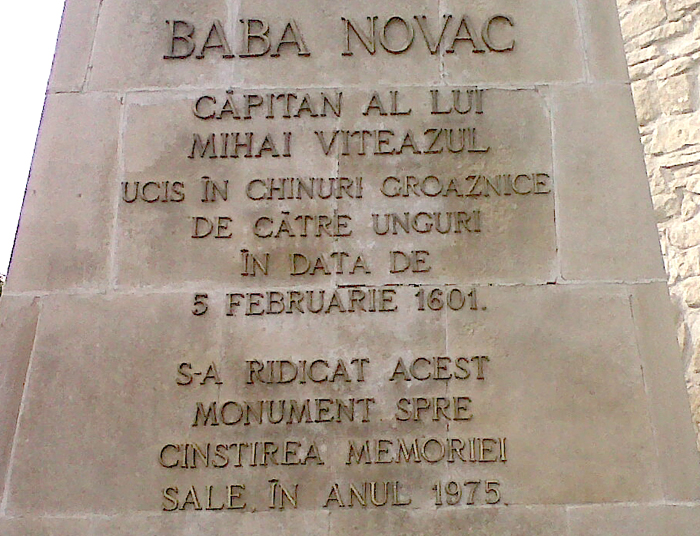 BABA NOVAC
CĂPITAN AL LUI
MIHAI VITEAZUL
UCIS ÎN CHINURI GROAZNICE
DE CĂTRE UNGURI
ÎN DATA DE
5 FEBRUARIE 1601.
S-A RIDICAT ACEST
MONUMENT SPRE
CINSTIREA MEMORIEI
SALE ÎN ANUL 1975.